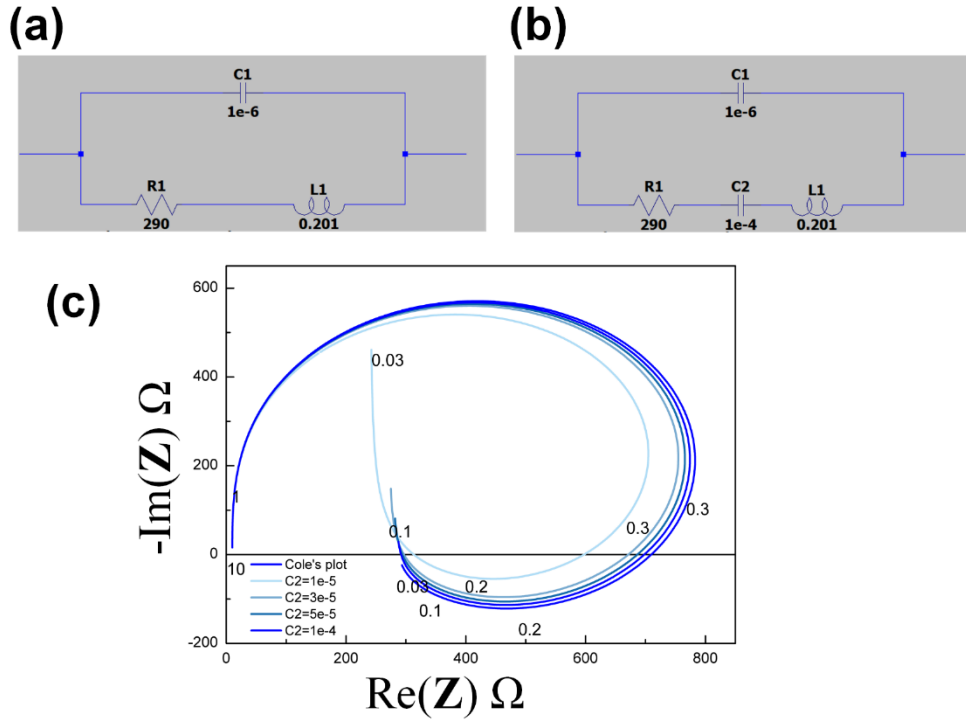 (a)
C1
1e-6
R1
L1
290
0.201
(b)
C1
1e-6
R1
C2
L1
290
1e-4
0.201
(c)
-Im(Z) Ω
600
400
200
0
-200
0
200
400
600
800
Re(Z) Ω
0.03
1
0.3
0.3
0.1
10
0.03
0.2
0.1
0.2
Cole's plot
C2=1e-5
C2=3e-5
C2=5e-5
C2=1e-4